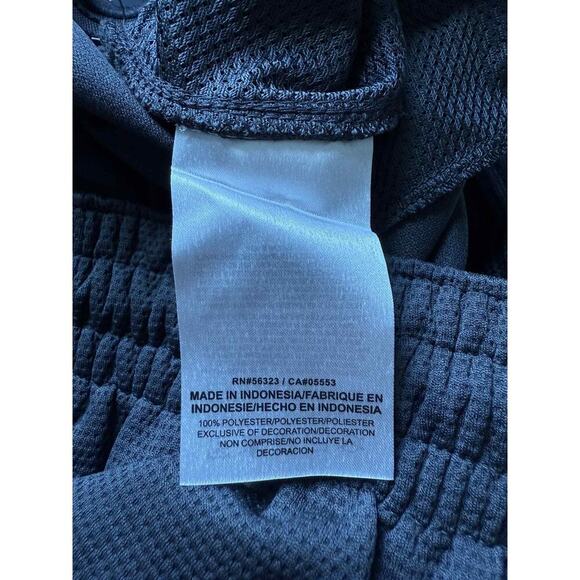 RN#56323 / CA#05553
MADE IN INDONESIA/FABRIQUE EN
INDONESIE/HECHO EN INDONESIA
100% POLYESTER/POLYESTER/POLIESTER
EXCLUSIVE OF DECORATION/DECORATION
NON COMPRISE/NO INCLUYE LA
DECORACION